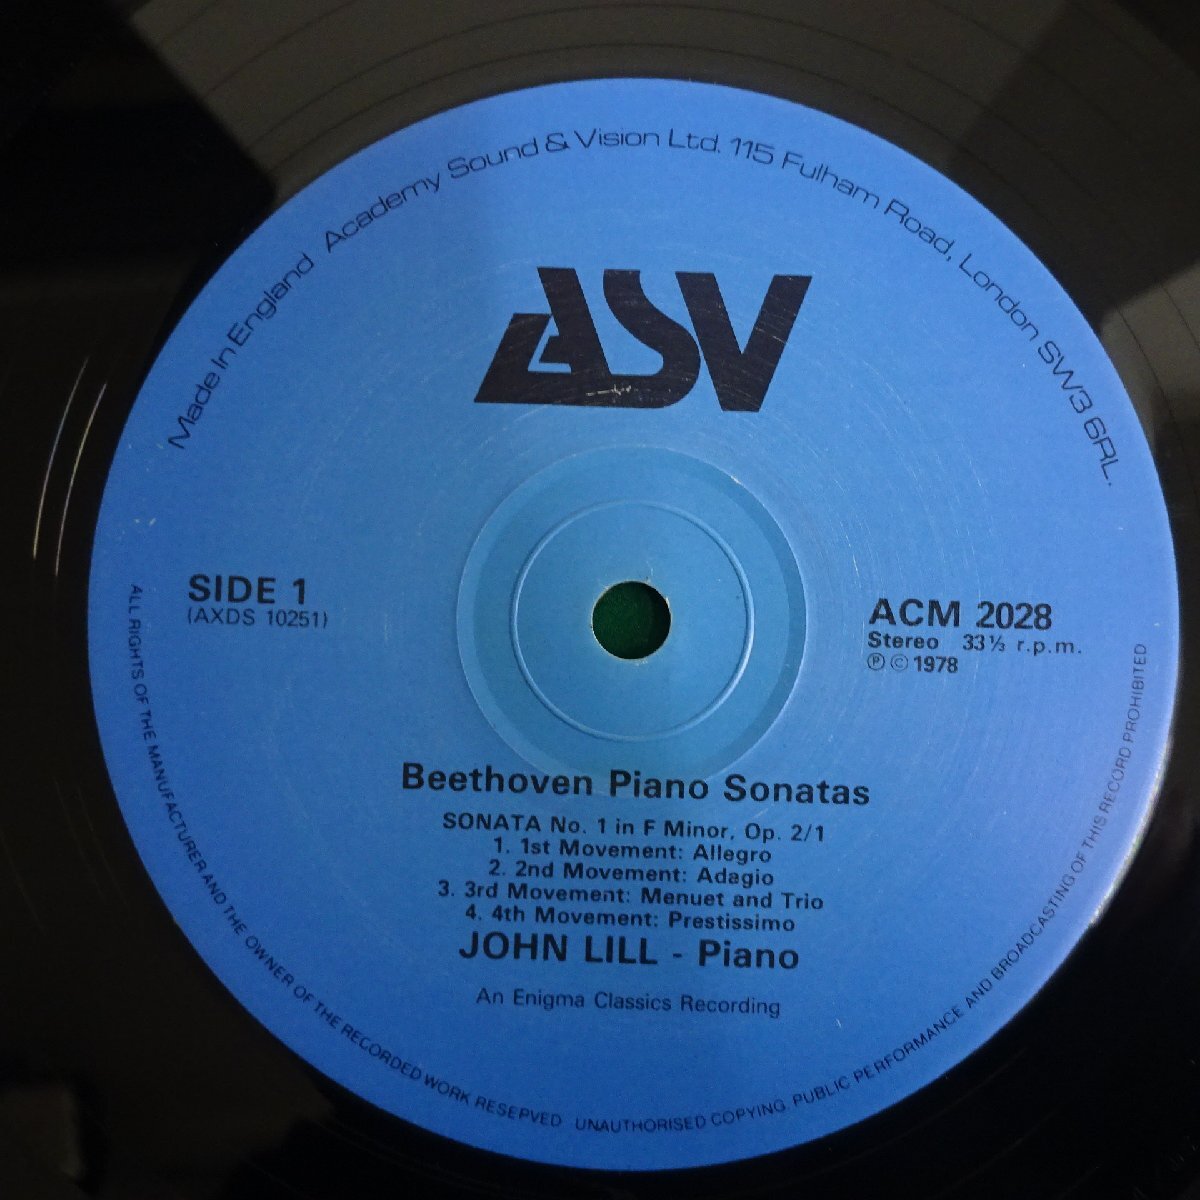 Made In England Academy Sound & Vision Ltd. 115 Fulham Road, London SW3 6RL.
ASV
SIDE 1
(AXDS 10251)
ACM 2028
Stereo 33⅓ r.p.m.
Ⓟ Ⓒ 1978
Beethoven Piano Sonatas
SONATA No. 1 in F Minor, Op. 2/1
1. 1st Movement: Allegro
2. 2nd Movement: Adagio
3. 3rd Movement: Menuet and Trio
4. 4th Movement: Prestissimo
JOHN LILL - Piano
An Enigma Classics Recording
ALL RIGHTS OF THE MANUFACTURER AND THE OWNER OF THE RECORDED WORK RESERVED UNAUTHORISED COPYING PUBLIC PERFORMANCE AND BROADCASTING OF THIS RECORD PROHIBITED